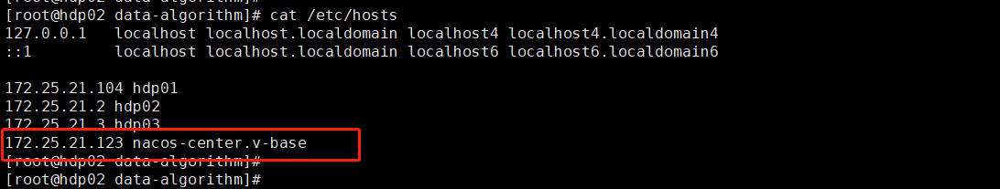 [root@hdp02 data-algorithm]# cat /etc/hosts
127.0.0.1   localhost localhost.localdomain localhost4 localhost4.localdomain4
::1         localhost localhost.localdomain localhost6 localhost6.localdomain6
172.25.21.104 hdp01
172.25.21.2 hdp02
172.25.21.3 hdp03
172.25.21.123 nacos-center.v-base
[root@hdp02 data-algorithm]#
[root@hdp02 data-algorithm]#